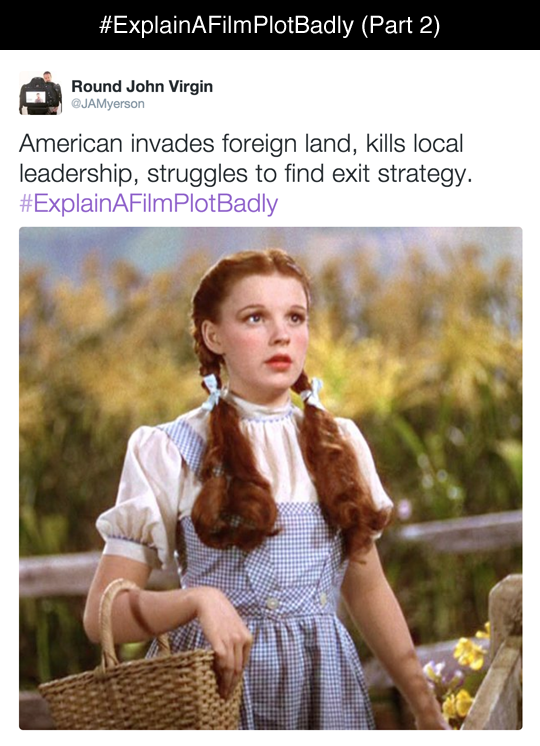 #ExplainAFilmPlotBadly (Part 2)
Round John Virgin
@JAMyerson
American invades foreign land, kills local
leadership, struggles to find exit strategy.
#ExplainAFilmPlotBadly